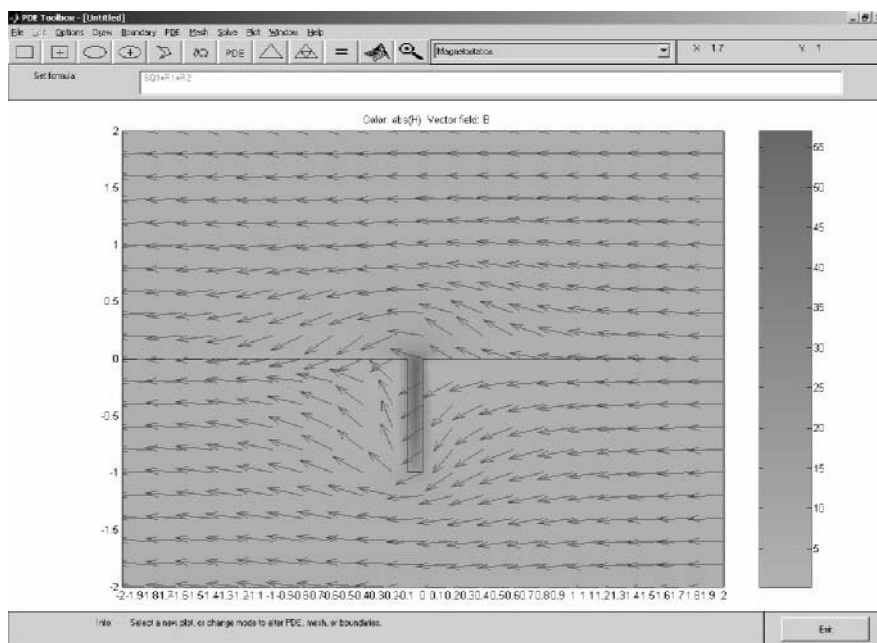 PDE Toolbox - [Untitled]
File Edit Options Draw Boundary PDE Mesh Solve Plot Window Help
PDE = Magnetostatics X 1.7 Y 1
Set formula SQ1+R1+R2
Color: abs(H) Vector field: B
2
1.5
1
0.5
0
-0.5
-1
-1.5
-2
55
50
45
40
35
30
25
20
15
10
5
Info: Select a new plot, or change mode to alter PDE, mesh, or boundaries.
Exit